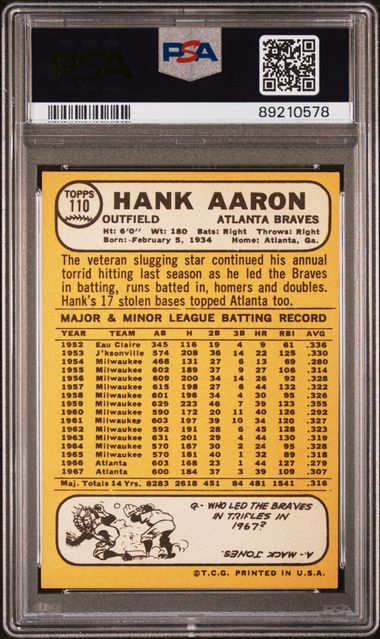 PSA
PSA
89210578
TOPPS
110
HANK AARON
OUTFIELD ATLANTA BRAVES
Ht: 6'0" Wt: 180 Bats: Right Throws: Right
Born: February 5, 1934 Home: Atlanta, Ga.
The veteran slugging star continued his annual
torrid hitting last season as he led the Braves
in batting, runs batted in, homers and doubles.
Hank's 17 stolen bases topped Atlanta too.
MAJOR & MINOR LEAGUE BATTING RECORD
YEAR TEAM AB H 2B 3B HR RBI AVG
1952 Eau Claire 345 116 19 4 9 61 .336
1953 J'ksonville 574 208 36 14 22 125 .330
1954 Milwaukee 468 131 27 6 13 69 .280
1955 Milwaukee 602 189 37 9 27 106 .314
1956 Milwaukee 609 200 34 14 26 92 .328
1957 Milwaukee 615 198 27 6 44 132 .322
1958 Milwaukee 601 196 34 4 30 95 .326
1959 Milwaukee 629 223 46 7 39 123 .355
1960 Milwaukee 590 172 20 11 40 126 .292
1961 Milwaukee 603 197 39 10 34 120 .327
1962 Milwaukee 592 191 28 6 45 128 .323
1963 Milwaukee 631 201 29 4 44 130 .319
1964 Milwaukee 570 187 30 2 24 95 .328
1965 Milwaukee 570 181 40 1 32 89 .318
1966 Atlanta 603 168 23 1 44 127 .279
1967 Atlanta 600 184 37 3 39 109 .307
Maj. Totals 14 Yrs. 8283 2618 451 84 481 1541 .316
Q- WHO LED THE BRAVES
IN TRIPLES IN
1967?
A- MACK JONES.
©T.C.G. PRINTED IN U.S.A.